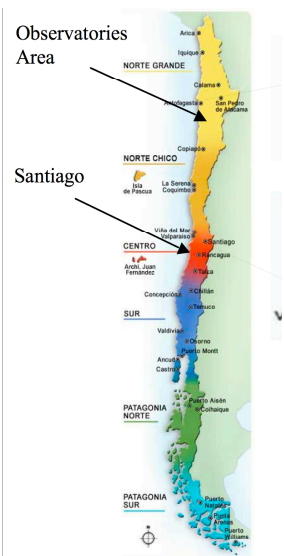 Observatories
Area
Arica
Iquique
NORTE GRANDE
Calama
Antofagasta
San Pedro
de Atacama
Copiapó
NORTE CHICO
Isla
de Pascua
La Serena
Coquimbo
Santiago
Viña del Mar
Valparaiso
Santiago
CENTRO
Rancagua
Archi. Juan
Fernández
Talca
Chillán
Concepción
Temuco
SUR
Valdivia
Osorno
Puerto Montt
Ancud
Castro
Puerto Aisén
PATAGONIA
NORTE
Coihaique
PATAGONIA
SUR
Puerto
Natales
Punta
Arenas
Puerto
Williams